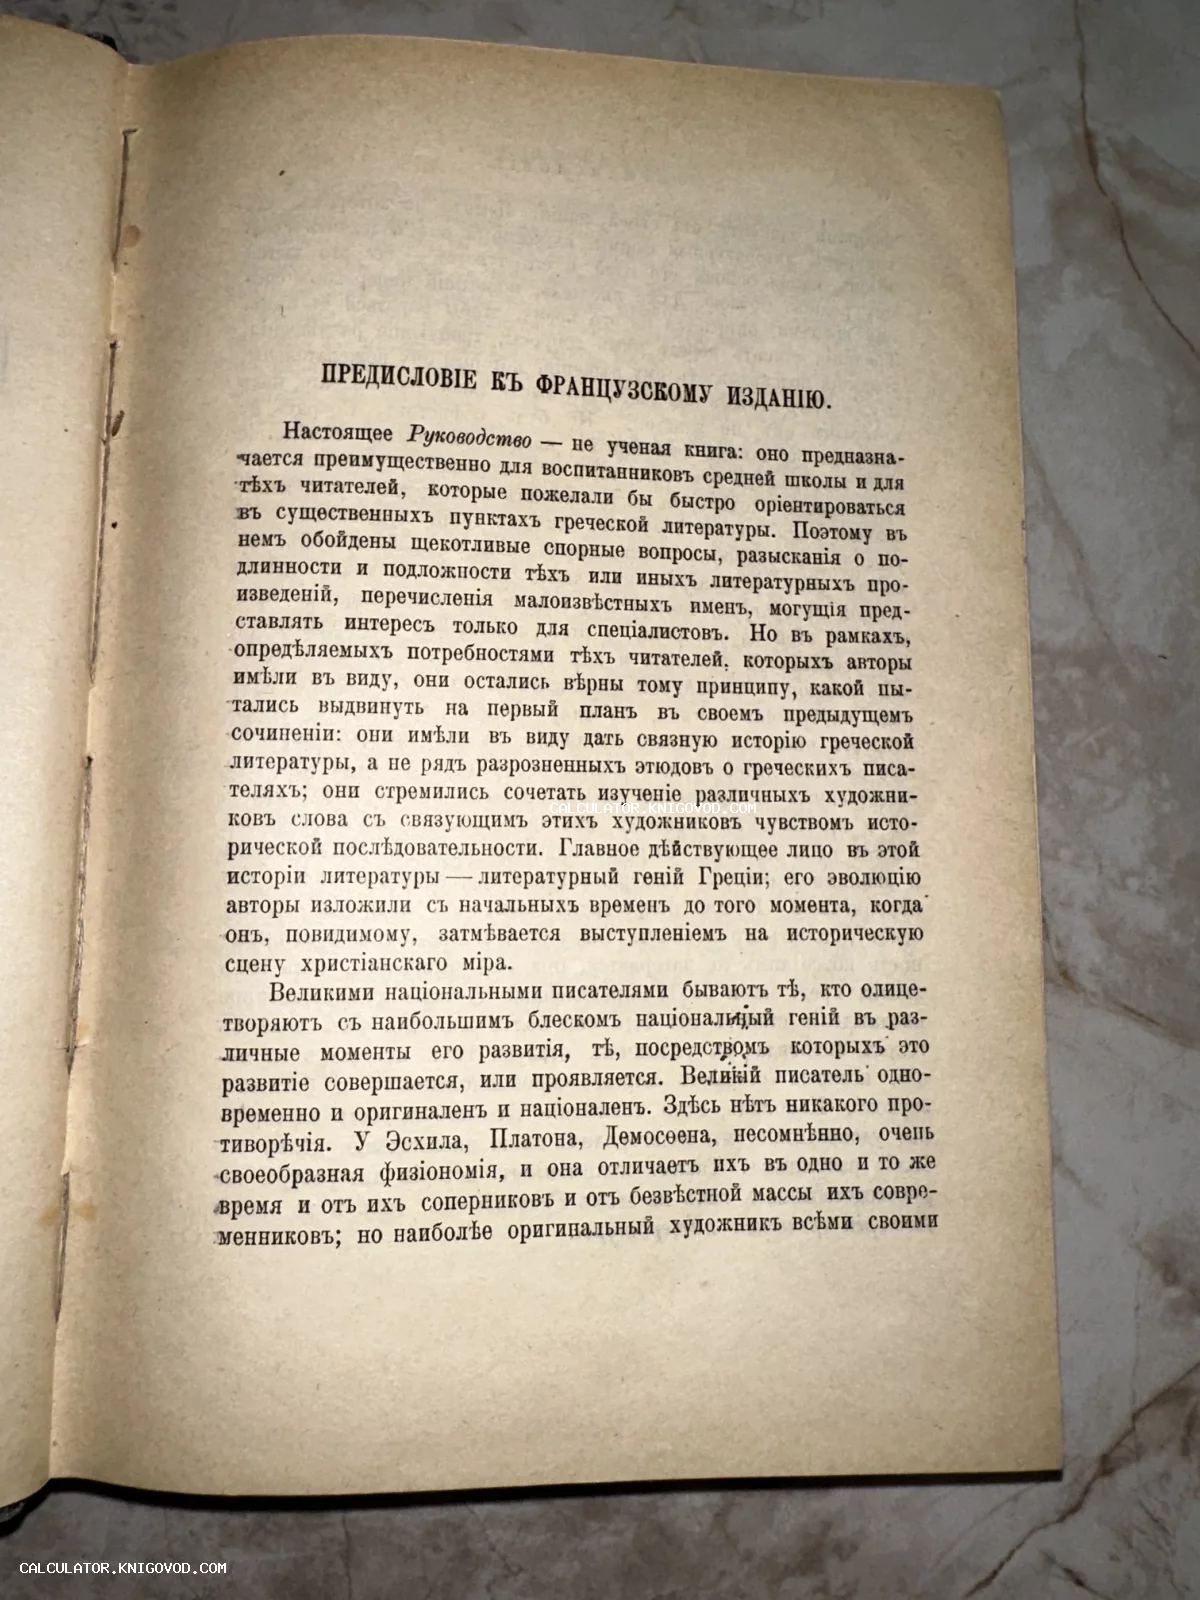 ПРЕДИСЛОВІЕ КЪ ФРАНЦУЗСКОМУ ИЗДАНІЮ.
Настоящее Руководство — не ученая книга: оно предназна-
чается преимущественно для воспитанниковъ средней школы и для
тѣхъ читателей, которые пожелали бы быстро оріентироваться
въ существенныхъ пунктахъ греческой литературы. Поэтому въ
немъ обойдены щекотливые спорные вопросы, разысканія о по-
длинности и подложности тѣхъ или иныхъ литературныхъ про-
изведеній, перечисленія малоизвѣстныхъ именъ, могущія пред-
ставлять интересъ только для спеціалистовъ. Но въ рамкахъ,
опредѣляемыхъ потребностями тѣхъ читателей, которыхъ авторы
имѣли въ виду, они остались вѣрны тому принципу, какой пы-
тались выдвинуть на первый планъ въ своемъ предыдущемъ
сочиненіи: они имѣли въ виду дать связную исторію греческой
литературы, а не рядъ разрозненныхъ этюдовъ о греческихъ писа-
теляхъ; они стремились сочетать изученіе различныхъ художни-
CALCULATOR.KNIGOVOD.COM
ковъ слова съ связующимъ этихъ художниковъ чувствомъ исто-
рической послѣдовательности. Главное дѣйствующее лицо въ этой
исторіи литературы — литературный геній Греціи; его эволюцію
авторы изложили съ начальныхъ временъ до того момента, когда
онъ, повидимому, затмѣвается выступленіемъ на историческую
сцену христіанскаго міра.
Великими національными писателями бываютъ тѣ, кто олице-
творяютъ съ наибольшимъ блескомъ національный геній въ раз-
личные моменты его развитія, тѣ, посредствомъ которыхъ это
развитіе совершается, или проявляется. Великій писатель одно-
временно и оригиналенъ и націоналенъ. Здѣсь нѣтъ никакого про-
тиворѣчія. У Эсхила, Платона, Демосѳена, несомнѣнно, очень
своеобразная физіономія, и она отличаетъ ихъ въ одно и то же
время и отъ ихъ соперниковъ и отъ безвѣстной массы ихъ совре-
менниковъ; но наиболѣе оригинальный художникъ всѣми своими
CALCULATOR.KNIGOVOD.COM